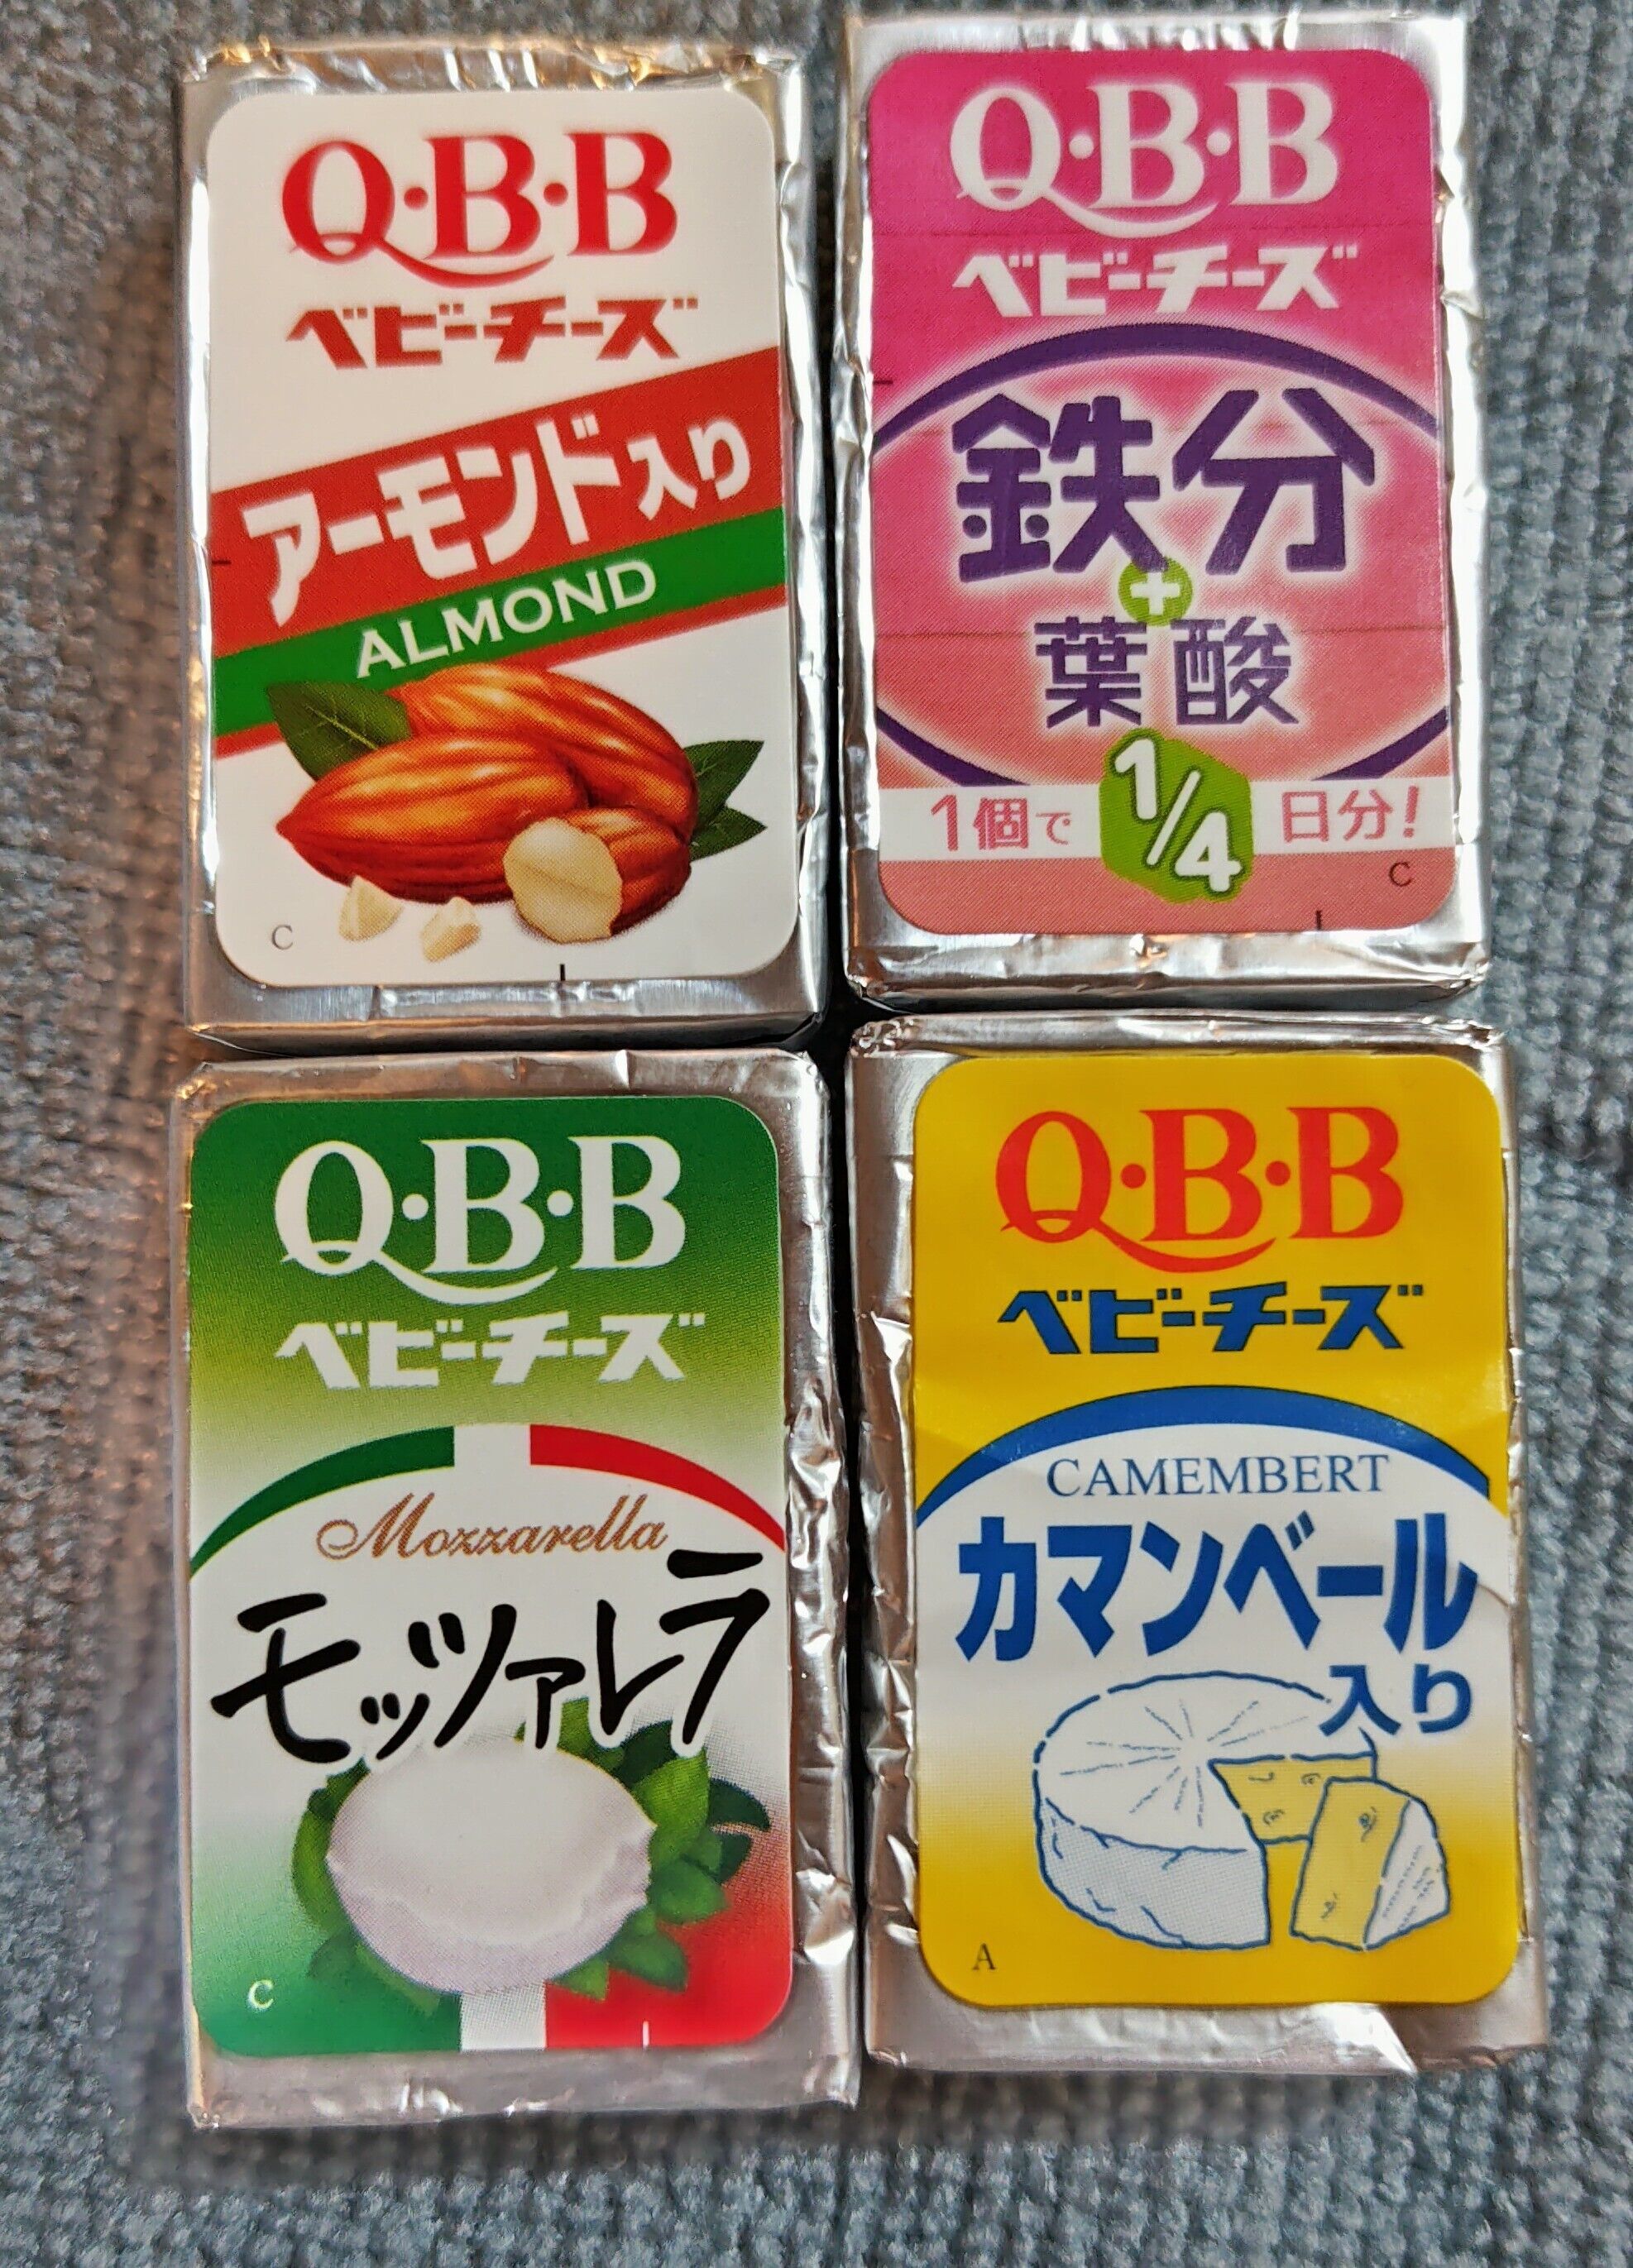 Q·B·B
ベビーチーズ
アーモンド入り
ALMOND
C
Q·B·B
ベビーチーズ
鉄分
+
葉酸
1個で 1/4 日分!
C
Q·B·B
ベビーチーズ
Mozzarella
モッツァレラ
C
Q·B·B
ベビーチーズ
CAMEMBERT
カマンベール
入り
A